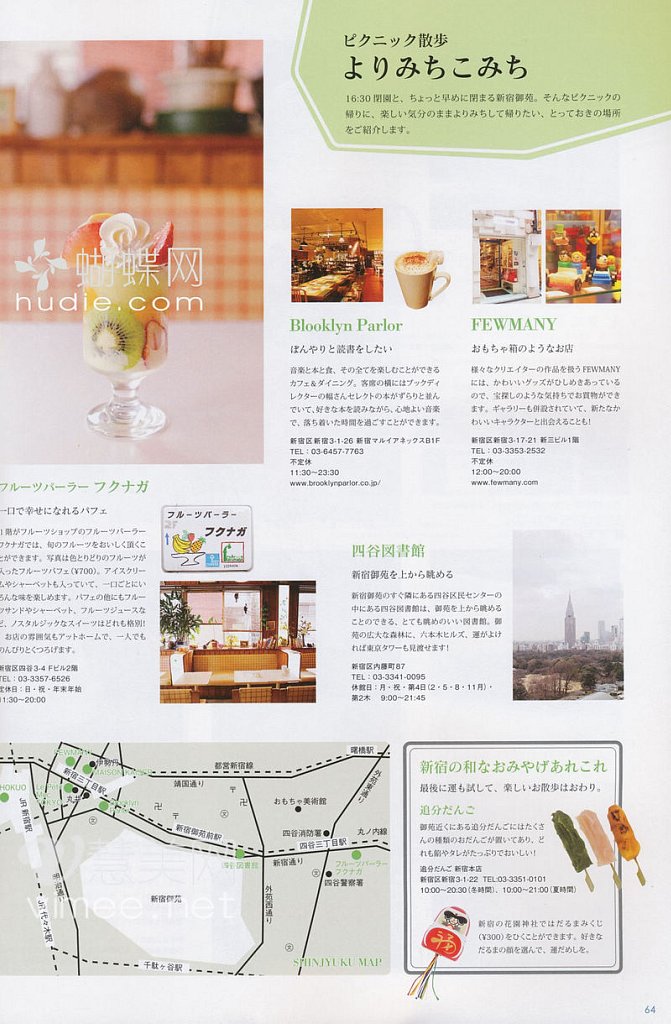 ピクニック散歩
よりみちこみち
16:30閉園と、ちょっと早めに閉まる新宿御苑。そんなピクニックの
帰りに、楽しい気分のままよりみちして帰りたい、とっておきの場所
をご紹介します。
蝴蝶网
hudie.com
Blooklyn Parlor
ぼんやりと読書をしたい
音楽と本と食、その全てを楽しむことができる
カフェ&ダイニング。客席の横にはブックディ
レクターの幅さんセレクトの本がずらりと並ん
でいて、好きな本を読みながら、心地よい音楽
で、落ち着いた時間を過ごすことができます。
新宿区新宿3-1-26 新宿マルイアネックスB1F
TEL:03-6457-7763
不定休
11:30〜23:30
www.brooklynparlor.co.jp/
FEWMANY
おもちゃ箱のようなお店
様々なクリエイターの作品を扱うFEWMANY
には、かわいいグッズがひしめきあっている
ので、宝探しのような気持ちでお買物ができ
ます。ギャラリーも併設されていて、新たなか
わいいキャラクターと出会えることも!
新宿区新宿3-17-21 新三ビル1階
TEL:03-3353-2532
不定休
12:00〜20:00
www.fewmany.com
フルーツパーラー フクナガ
一口で幸せになれるパフェ
1階がフルーツショップのフルーツパーラー
フクナガでは、旬のフルーツをおいしく頂くこ
とができます。写真は色とりどりのフルーツが
入ったフルーツパフェ(¥700)。アイスクリー
ムやシャーベットも入っていて、一口ごとにい
ろんな味を楽しめます。パフェの他にもフルー
ツサンドやシャーベット、フルーツジュースな
ど、ノスタルジックなスイーツはどれも格別!
お店の雰囲気もアットホームで、一人でも
のんびりとくつろげます。
新宿区四谷3-4 Fビル2階
TEL:03-3357-6526
定休日:日・祝・年末年始
11:30〜20:00
フルーツパーラー
2F
フクナガ
四谷図書館
新宿御苑を上から眺める
新宿御苑のすぐ隣にある四谷区民センターの
中にある四谷図書館は、御苑を上から眺める
ことのできる、とても眺めのいい図書館。御
苑の広大な森林に、六本木ヒルズ、運がよけ
れば東京タワーも見渡せます!
新宿区内藤町87
TEL:03-3341-0095
休館日:月・祝・第4日(2・5・8・11月)・
第2木 9:00〜21:45
曙橋駅
都営新宿線
靖国通り
FEWMANY
伊勢丹
新宿三丁目駅
丸井
JR新宿駅
新宿御苑前駅
おもちゃ美術館
四谷消防署
四谷三丁目駅
丸ノ内線
外苑東通り
新宿通り
四谷図書館
フルーツパーラー
フクナガ
四谷警察署
新宿御苑
外苑西通り
明治通り
JR代々木駅
千駄ヶ谷駅
SHINJYUKU MAP
vimee.net
新宿の和なおみやげあれこれ
最後に運も試して、楽しいお散歩はおわり。
追分だんご
御苑近くにある追分だんごにはたくさ
んの種類のおだんごが置いてあり、ど
れも餡やタレがたっぷりでおいしい!
追分だんご 新宿本店
新宿区新宿3-1-22 TEL:03-3351-0101
10:00〜20:30(冬時間)、10:00〜21:00(夏時間)
新宿の花園神社ではだるまみくじ
(¥300)をひくことができます。好きな
だるまの顔を選んで、運だめしを。
64